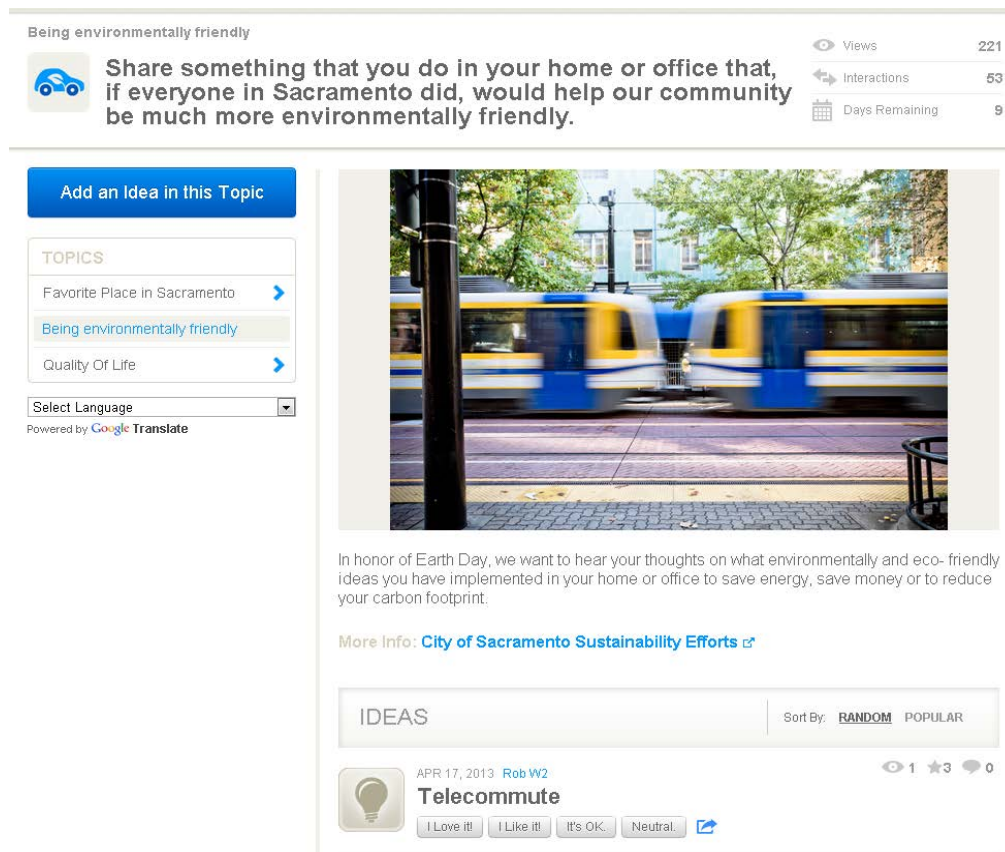 Being environmentally friendly
Share something that you do in your home or office that,
if everyone in Sacramento did, would help our community
be much more environmentally friendly.
Views 221
Interactions 53
Days Remaining 9
Add an Idea in this Topic
TOPICS
Favorite Place in Sacramento
Being environmentally friendly
Quality Of Life
Select Language
Powered by Google Translate
In honor of Earth Day, we want to hear your thoughts on what environmentally and eco- friendly
ideas you have implemented in your home or office to save energy, save money or to reduce
your carbon footprint.
More Info: City of Sacramento Sustainability Efforts
IDEAS
Sort By: RANDOM POPULAR
APR 17, 2013 Rob W2
1 3 0
Telecommute
I Love it! I Like it! It's OK. Neutral.